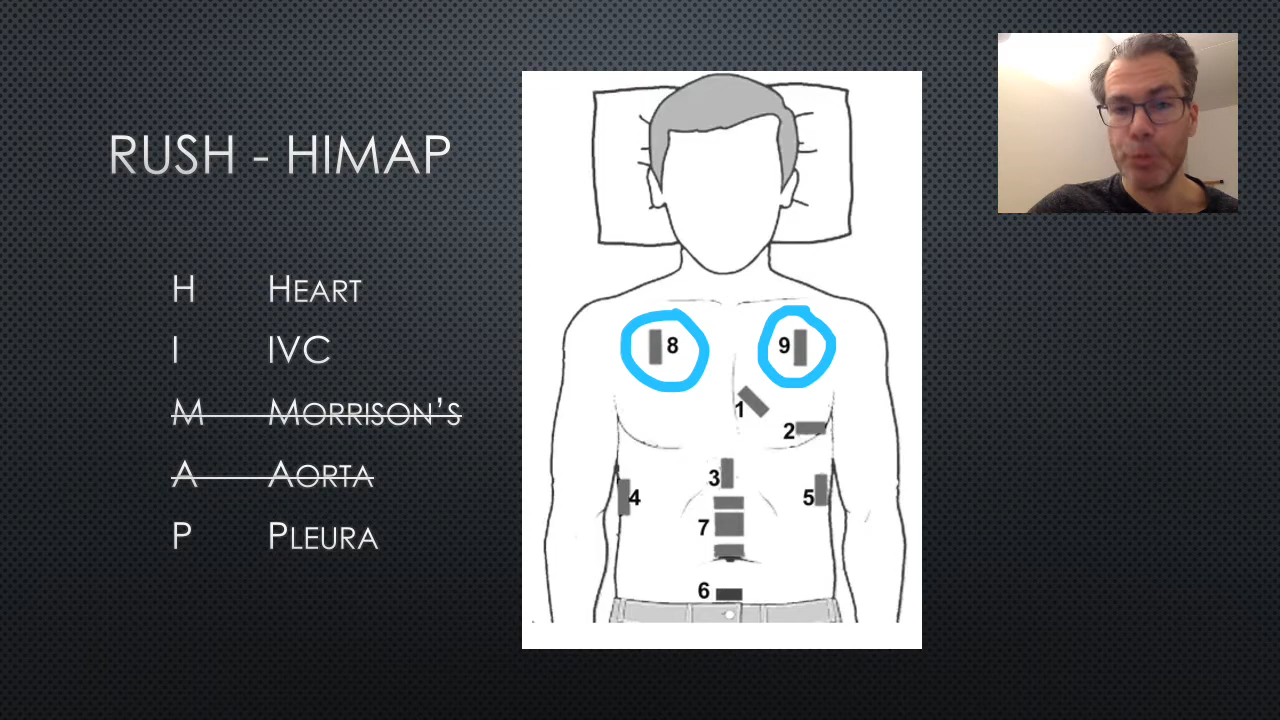 RUSH - HIMAP
H HEART
I IVC
M MORRISON'S
A AORTA
P PLEURA
8 9
1
2
3
4 5
7
6